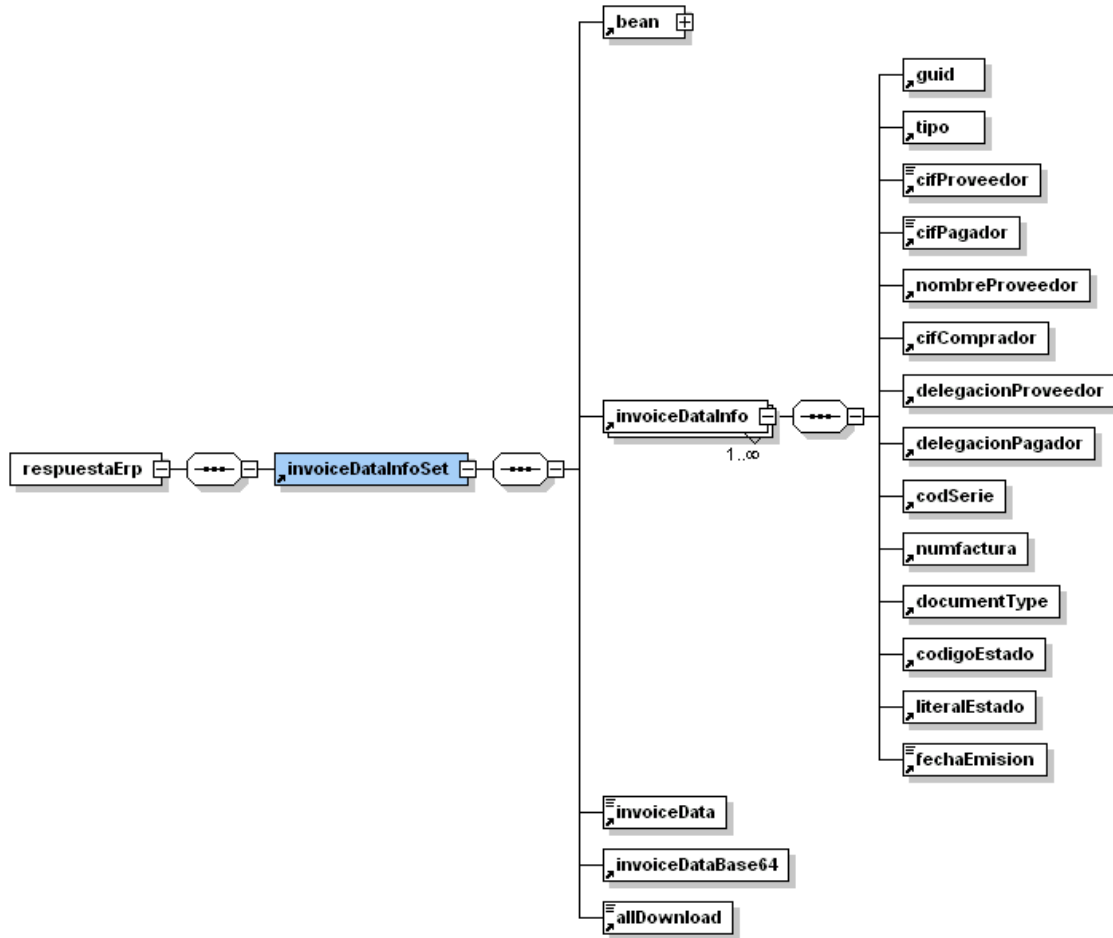 bean
guid
tipo
cifProveedor
cifPagador
nombreProveedor
cifComprador
delegacionProveedor
invoiceDataInfo
1..∞
delegacionPagador
respuestaErp
invoiceDataInfoSet
codSerie
numfactura
documentType
codigoEstado
literalEstado
fechaEmision
invoiceData
invoiceDataBase64
allDownload